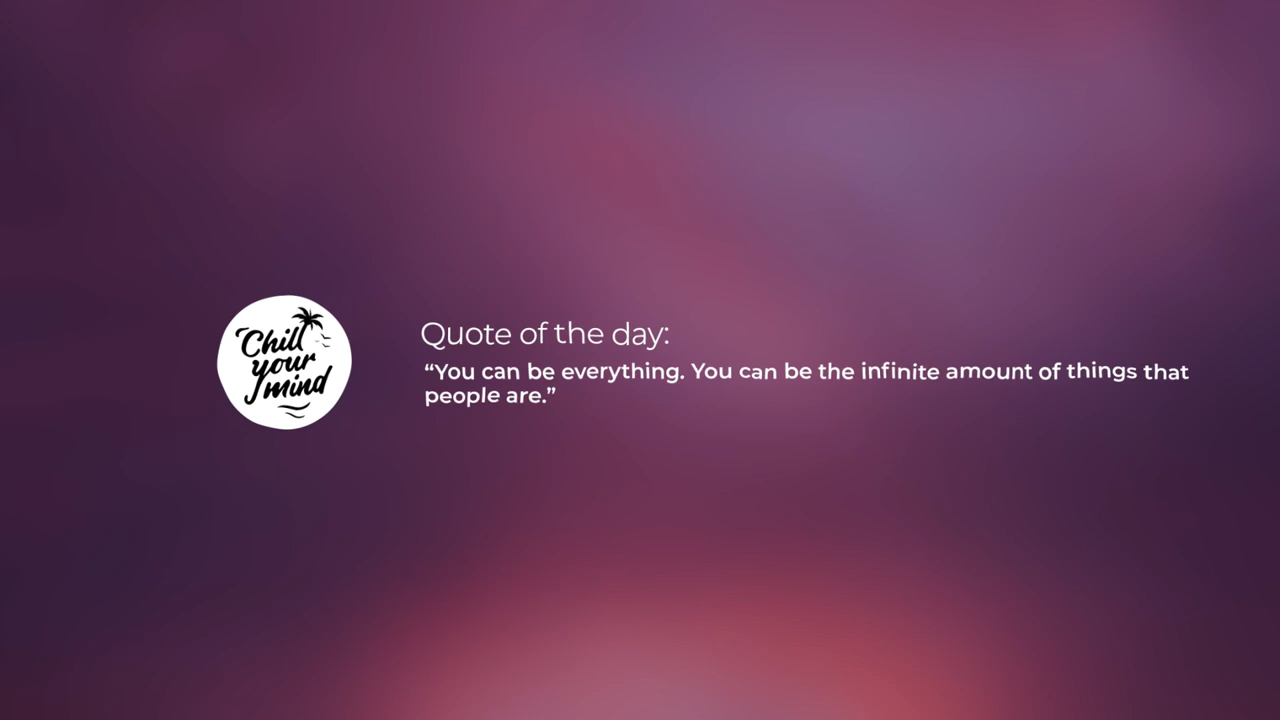 Chill
your
mind
Quote of the day:
“You can be everything. You can be the infinite amount of things that
people are.”